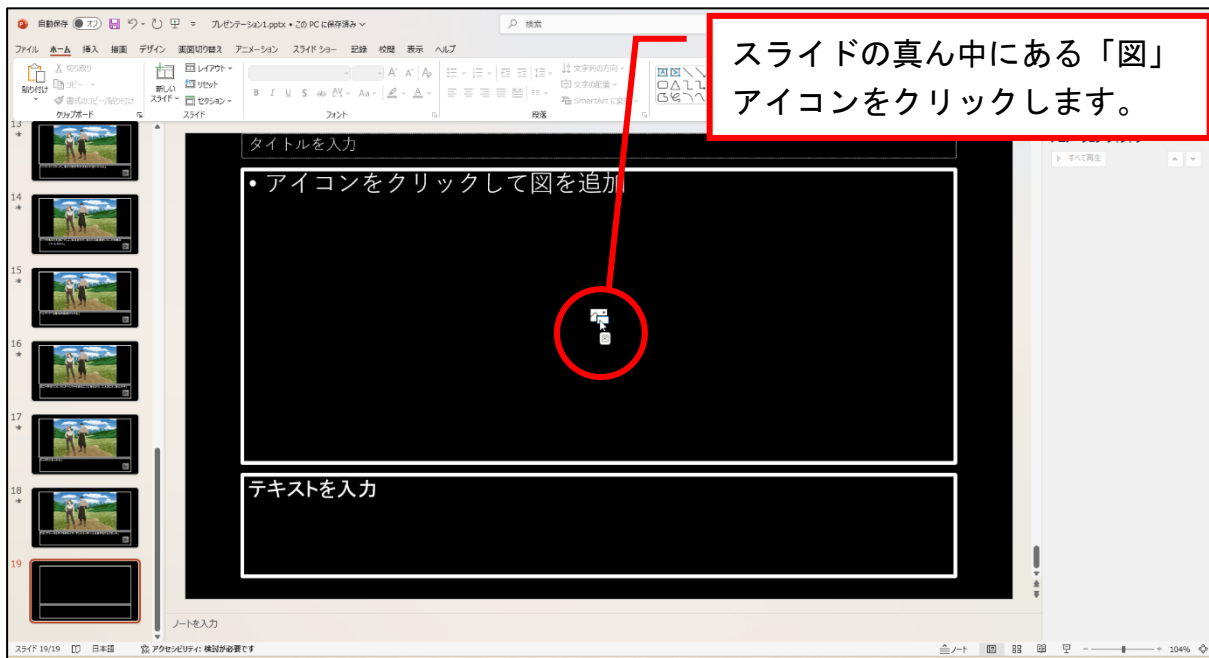 自動保存 オフ プレゼンテーション1.pptx • この PC に保存済み
検索
ファイル ホーム 挿入 描画 デザイン 画面切り替え アニメーション スライド ショー 記録 校閲 表示 ヘルプ
スライドの真ん中にある「図」
アイコンをクリックします。
貼り付け
切り取り
コピー
書式のコピー/貼り付け
クリップボード
新しい
スライド
レイアウト
リセット
セクション
スライド
B I U S ab AV Aa A
フォント
文字列の方向
文字の配置
SmartArt に変
段落
すべて再生
13
14
15
16
17
18
19
タイトルを入力
• アイコンをクリックして図を追加
テキストを入力
ノートを入力
スライド 19/19 日本語 アクセシビリティ: 検討が必要です
ノート
104%